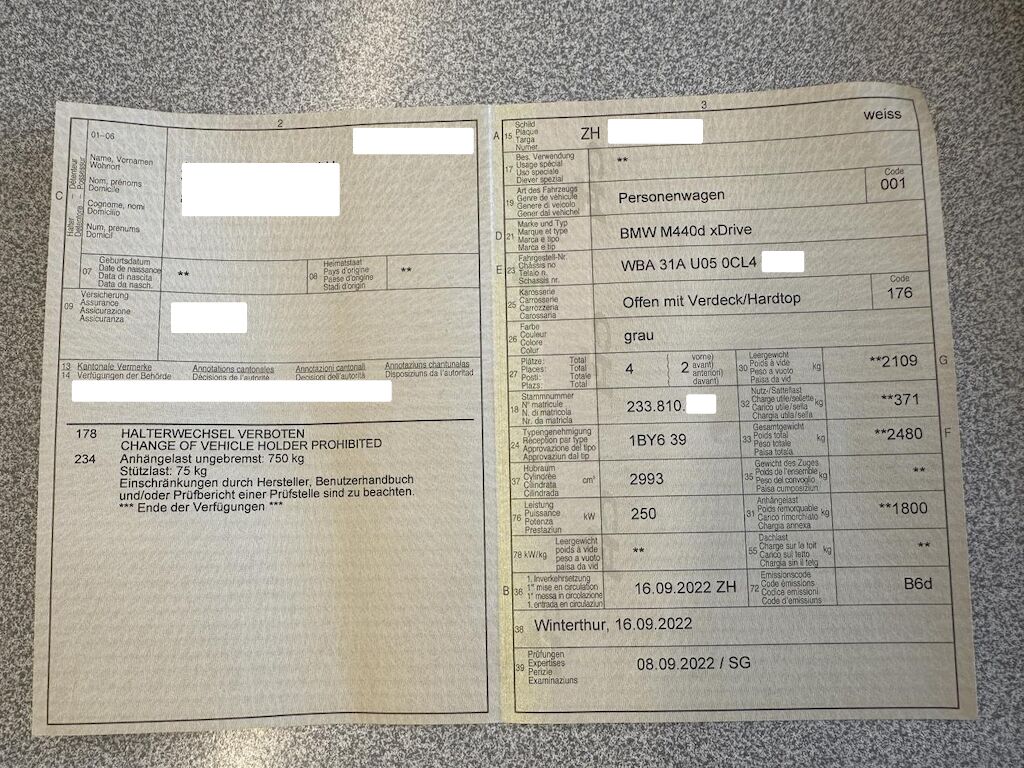 2
01–06
C
Halter – Détenteur
Détentrice – Possessur
Name, Vornamen
Wohnort
Nom, prénoms
Domicile
Cognome, nomi
Domicilio
Num, prenums
Domicil
07
Geburtsdatum
Date de naissance
Data di nascita
Data da nasch.
**
08
Heimatstaat
Pays d'origine
Paese d'origine
Stadi d'origin
**
09
Versicherung
Assurance
Assicurazione
Assicuranza
13 Kantonale Vermerke Annotations cantonales Annotazioni cantonali Annotaziuns chantunalas
14 Verfügungen der Behörde Décisions de l'autorité Decisioni dell'autorità Disposiziuns da l'autoritad
178 HALTERWECHSEL VERBOTEN
CHANGE OF VEHICLE HOLDER PROHIBITED
234 Anhängelast ungebremst: 750 kg
Stützlast: 75 kg
Einschränkungen durch Hersteller, Benutzerhandbuch
und/oder Prüfbericht einer Prüfstelle sind zu beachten.
*** Ende der Verfügungen ***
3
weiss
A 15
Schild
Plaque
Targa
Numer
ZH
17
Bes. Verwendung
Usage spécial
Uso speciale
Diever spezial
**
19
Art des Fahrzeugs
Genre de véhicule
Genere di veicolo
Gener dal vehichel
Personenwagen
Code
001
D 21
Marke und Typ
Marque et type
Marca e tipo
Marca e tip
BMW M440d xDrive
E 23
Fahrgestell-Nr.
Châssis no
Telaio n.
Schassis nr.
WBA 31A U05 0CL4
25
Karosserie
Carrosserie
Carrozzeria
Carossaria
Offen mit Verdeck/Hardtop
Code
176
26
Farbe
Couleur
Colore
Colur
grau
27
Plätze: Total
Places: Total
Posti: Totale
Plazs: Total
4
2
vorne)
avant)
anteriori)
davant)
30
Leergewicht
Poids à vide
Peso a vuoto
Paisa da vid
kg
**2109
G
18
Stammnummer
N° matricule
N. di matricola
Nr. da matricla
233.810.
32
Nutz-/Sattellast
Charge utile/sellette
Carico utile/sella
Chargia utila/sella
kg
**371
24
Typengenehmigung
Réception par type
Approvazione del tipo
Approvaziun dal tip
1BY6 39
33
Gesamtgewicht
Poids total
Peso totale
Paisa totala
kg
**2480
F
37
Hubraum
Cylindrée
Cilindrata
Cilindrada
cm³
2993
35
Gewicht des Zuges
Poids de l'ensemble
Peso del convoglio
Paisa cumposiziun
kg
**
76
Leistung
Puissance
Potenza
Prestaziun
kW
250
31
Anhängelast
Poids remorquable
Carico rimorchiato
Chargia annexa
kg
**1800
78 kW/kg
Leergewicht
poids à vide
peso a vuoto
paisa da vid
**
55
Dachlast
Charge sur le toit
Carico sul tetto
Chargia sin il tetg
kg
**
B 36
1. Inverkehrsetzung
1re mise en circulation
1a messa in circolazione
1. entrada en circulaziun
16.09.2022 ZH
72
Emissionscode
Code émissions
Codice emissioni
Code d'emissiuns
B6d
38 Winterthur, 16.09.2022
39
Prüfungen
Expertises
Perizie
Examinaziuns
08.09.2022 / SG